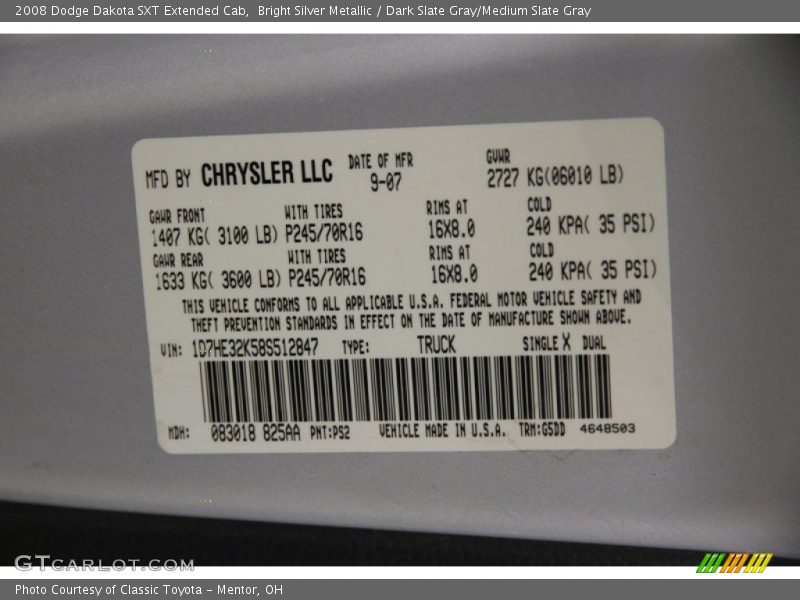 2008 Dodge Dakota SXT Extended Cab,  Bright Silver Metallic / Dark Slate Gray/Medium Slate Gray
MFD BY CHRYSLER LLC DATE OF MFR 9-07 GVWR 2727 KG(06010 LB)
GAWR FRONT WITH TIRES RIMS AT COLD
1407 KG( 3100 LB) P245/70R16 16X8.0 240 KPA( 35 PSI)
GAWR REAR WITH TIRES RIMS AT COLD
1633 KG( 3600 LB) P245/70R16 16X8.0 240 KPA( 35 PSI)
THIS VEHICLE CONFORMS TO ALL APPLICABLE U.S.A. FEDERAL MOTOR VEHICLE SAFETY AND
THEFT PREVENTION STANDARDS IN EFFECT ON THE DATE OF MANUFACTURE SHOWN ABOVE.
VIN: 1D7HE32K58S512847 TYPE: TRUCK SINGLE X DUAL
MDH: 083018 825AA PNT:PS2 VEHICLE MADE IN U.S.A. TRM:G5DD 4648503
GTCARLOT.COM
Photo Courtesy of Classic Toyota - Mentor, OH